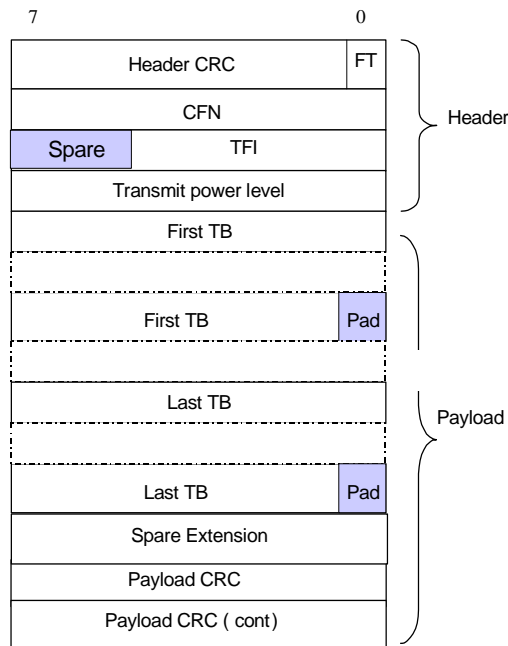 7 0
Header CRC FT
CFN
Header
Spare TFI
Transmit power level
First TB
First TB Pad
Last TB
Payload
Last TB Pad
Spare Extension
Payload CRC
Payload CRC ( cont)